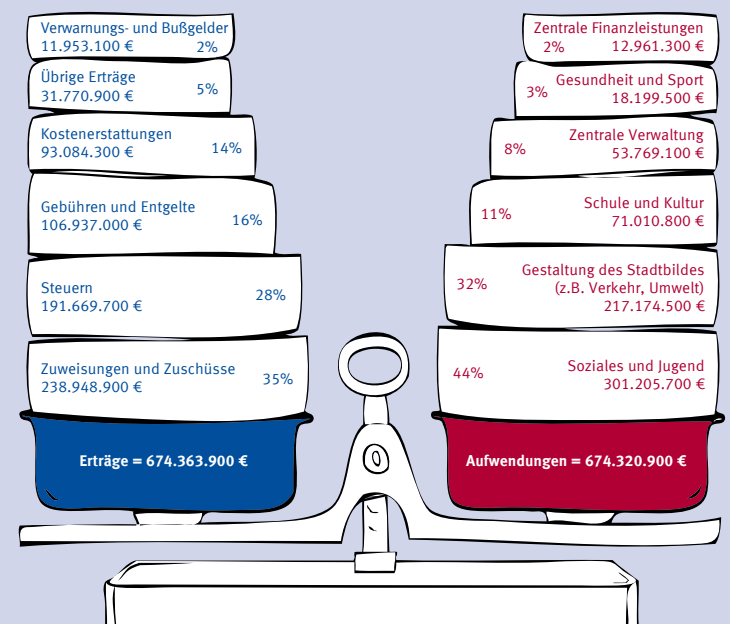 Verwarnungs- und Bußgelder
11.953.100 € 2%
Übrige Erträge
31.770.900 € 5%
Kostenerstattungen
93.084.300 € 14%
Gebühren und Entgelte
106.937.000 € 16%
Steuern
191.669.700 € 28%
Zuweisungen und Zuschüsse
238.948.900 € 35%
Erträge = 674.363.900 €
Zentrale Finanzleistungen
2% 12.961.300 €
Gesundheit und Sport
3% 18.199.500 €
Zentrale Verwaltung
8% 53.769.100 €
Schule und Kultur
11% 71.010.800 €
Gestaltung des Stadtbildes
32% (z.B. Verkehr, Umwelt)
217.174.500 €
Soziales und Jugend
44% 301.205.700 €
Aufwendungen = 674.320.900 €